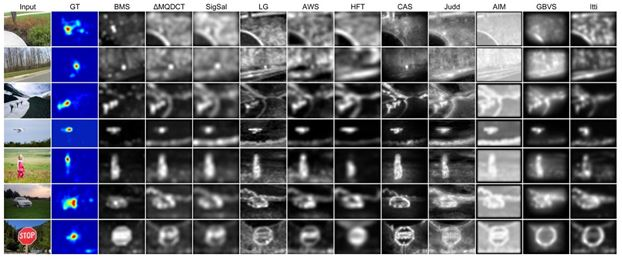 Input GT BMS ΔMQDCT SigSal LG AWS HFT CAS Judd AIM GBVS Itti
STOP